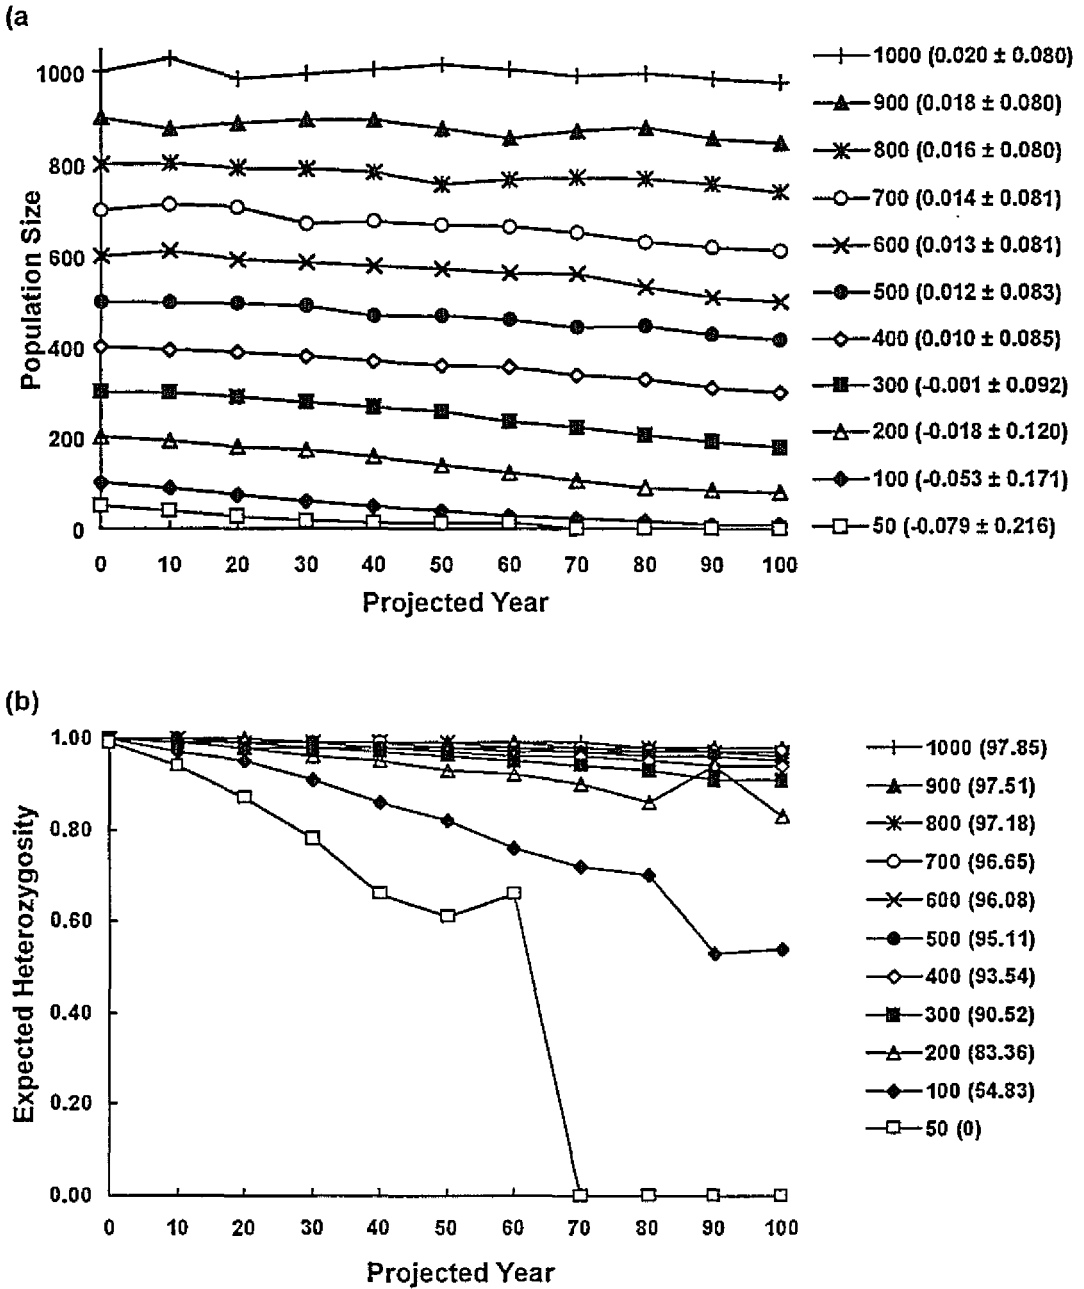 (a
Population Size
1000
800
600
400
200
0
0 10 20 30 40 50 60 70 80 90 100
Projected Year
1000 (0.020 ± 0.080)
900 (0.018 ± 0.080)
800 (0.016 ± 0.080)
700 (0.014 ± 0.081)
600 (0.013 ± 0.081)
500 (0.012 ± 0.083)
400 (0.010 ± 0.085)
300 (-0.001 ± 0.092)
200 (-0.018 ± 0.120)
100 (-0.053 ± 0.171)
50 (-0.079 ± 0.216)
(b)
Expected Heterozygosity
1.00
0.80
0.60
0.40
0.20
0.00
0 10 20 30 40 50 60 70 80 90 100
Projected Year
1000 (97.85)
900 (97.51)
800 (97.18)
700 (96.65)
600 (96.08)
500 (95.11)
400 (93.54)
300 (90.52)
200 (83.36)
100 (54.83)
50 (0)